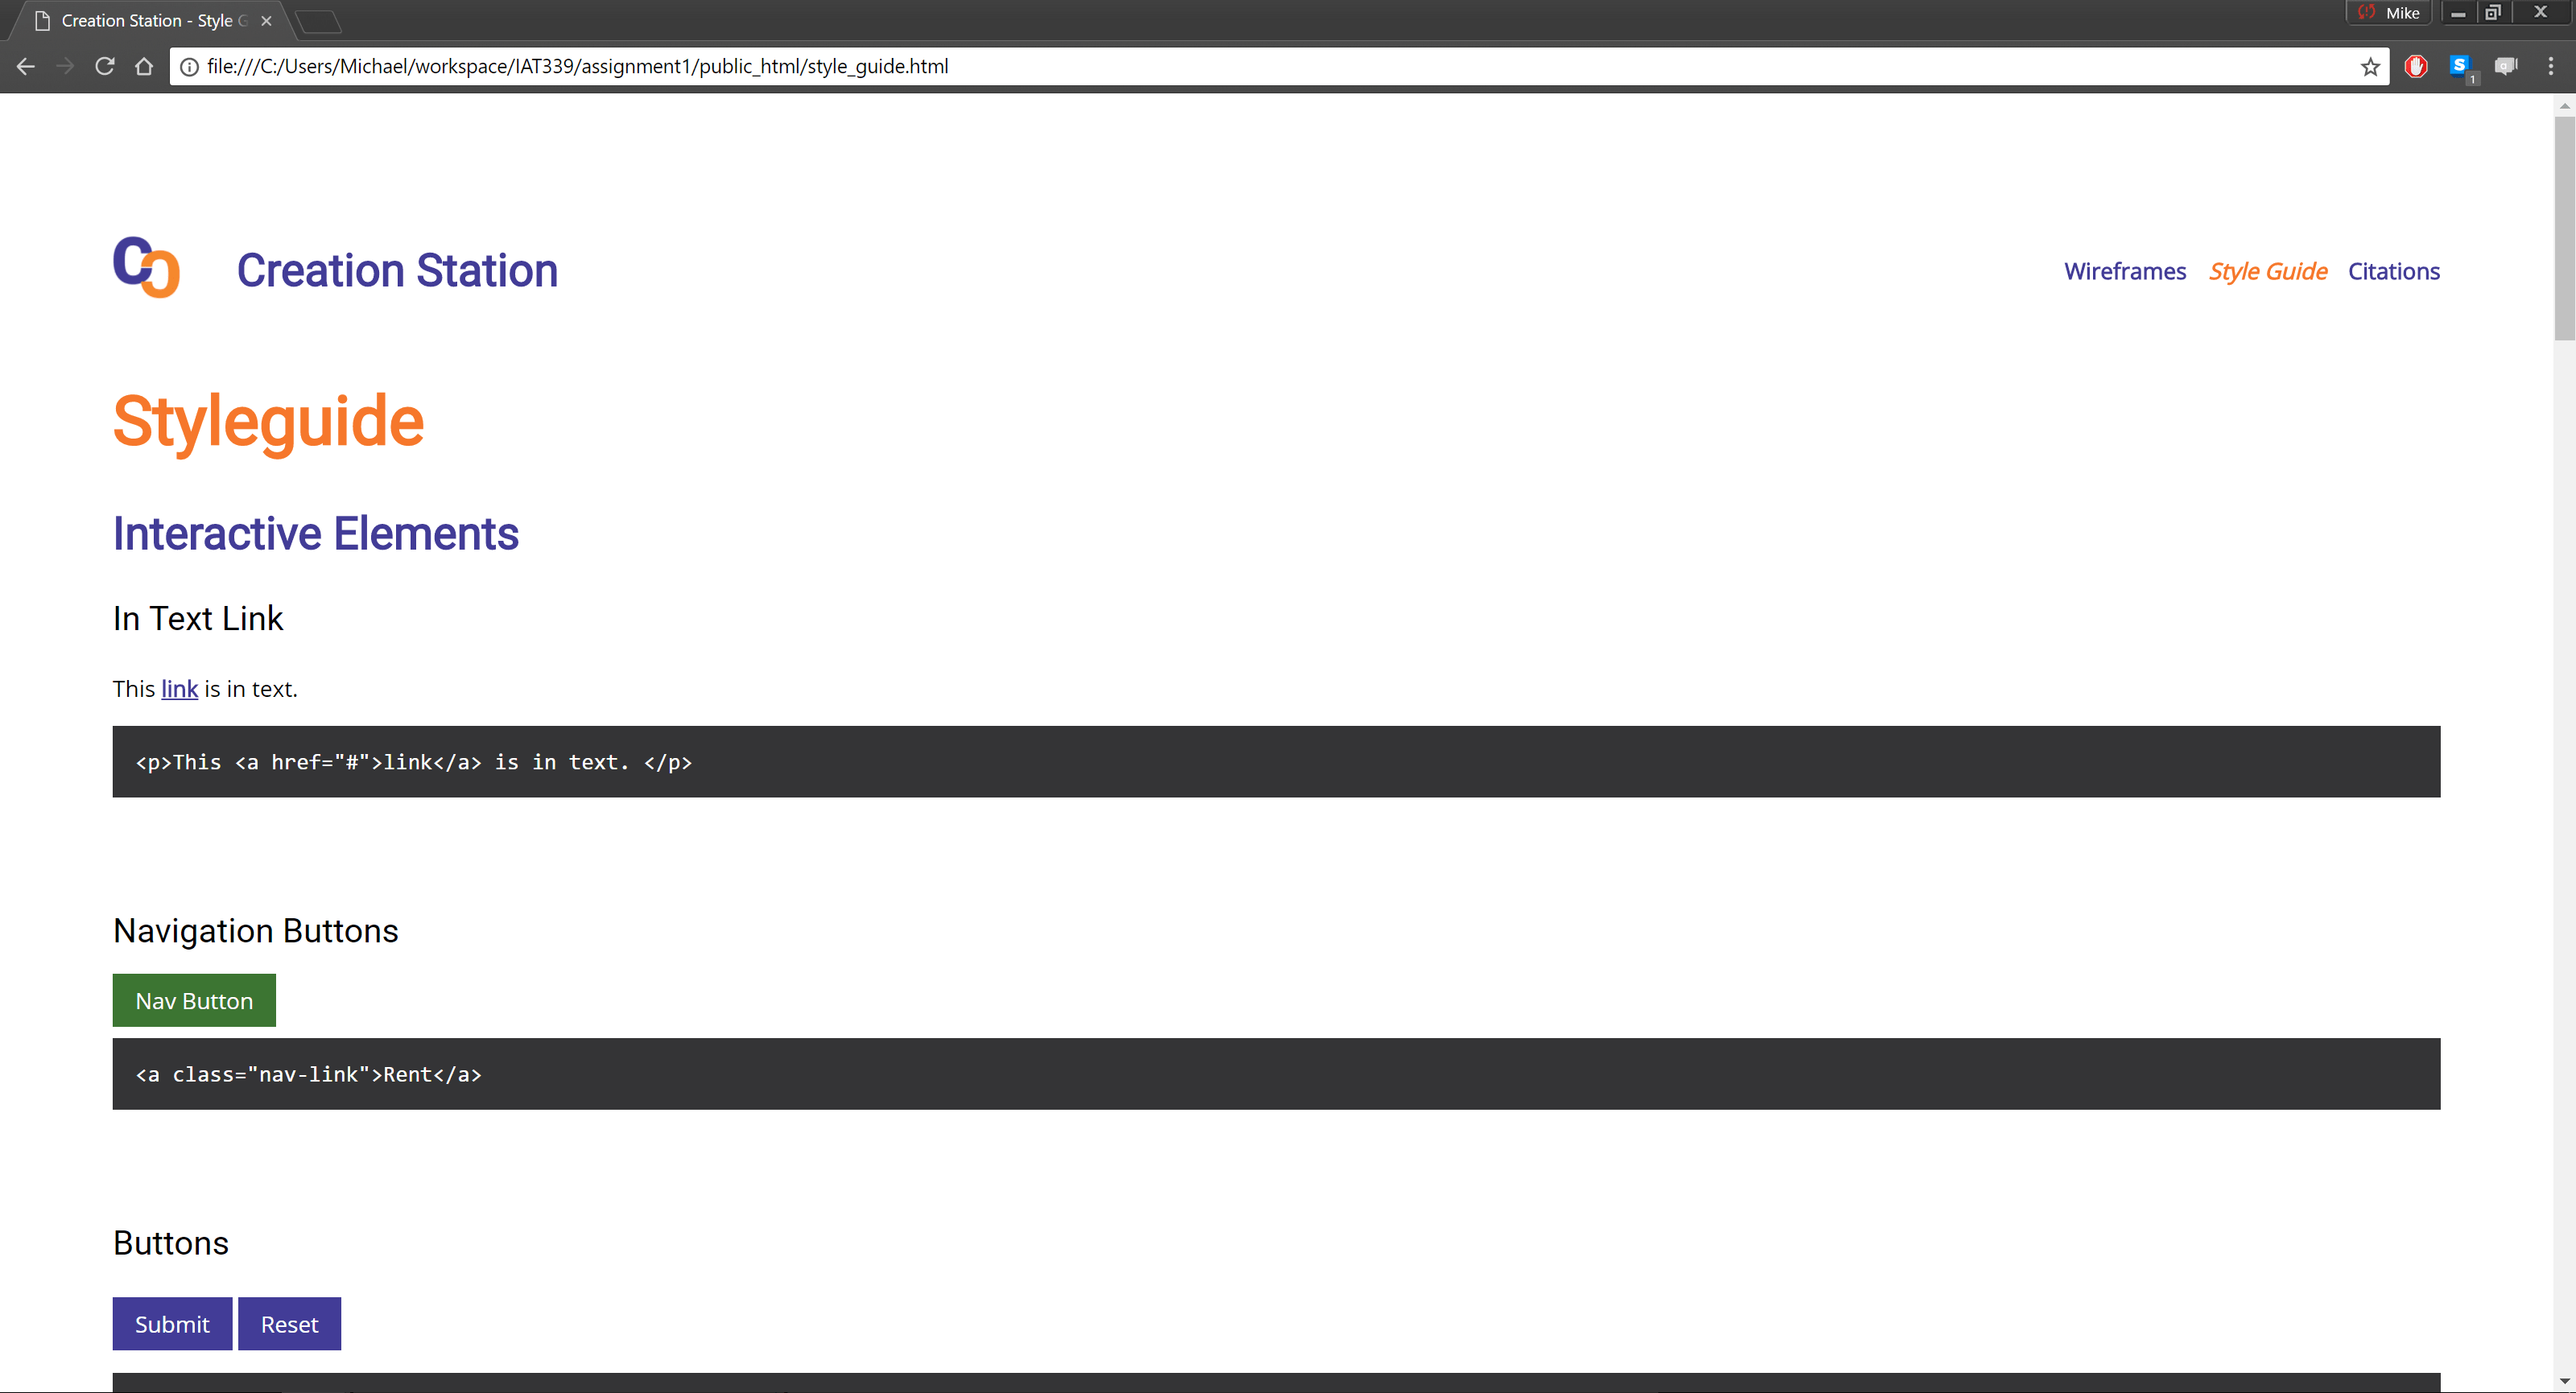 Creation Station - Style G
Mike
file:///C:/Users/Michael/workspace/IAT339/assignment1/public_html/style_guide.html
S
1
Creation Station
Wireframes Style Guide Citations
Styleguide
Interactive Elements
In Text Link
This link is in text.
<p>This <a href="#">link</a> is in text. </p>
Navigation Buttons
Nav Button
<a class="nav-link">Rent</a>
Buttons
Submit Reset